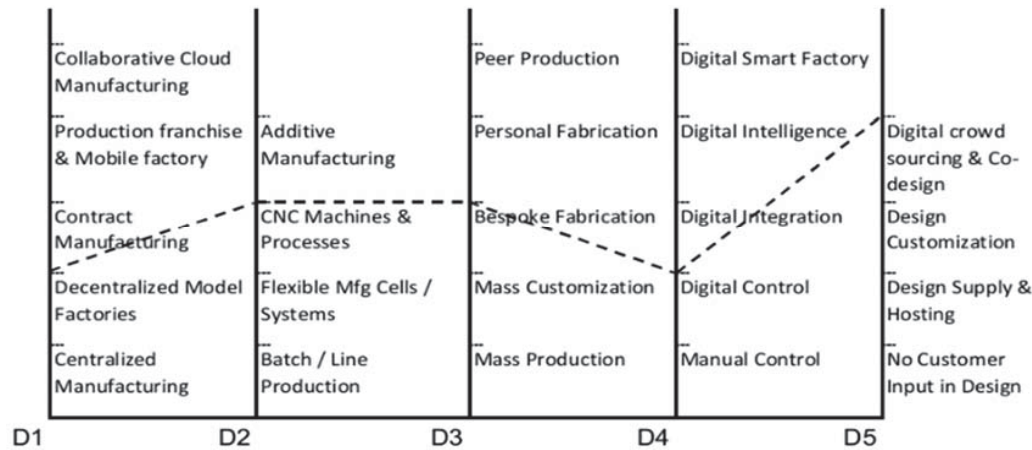 Collaborative Cloud
Manufacturing
Production franchise
& Mobile factory
Contract
Manufacturing
Decentralized Model
Factories
Centralized
Manufacturing
Additive
Manufacturing
CNC Machines &
Processes
Flexible Mfg Cells /
Systems
Batch / Line
Production
Peer Production
Personal Fabrication
Bespoke Fabrication
Mass Customization
Mass Production
Digital Smart Factory
Digital Intelligence
Digital Integration
Digital Control
Manual Control
Digital crowd
sourcing & Co-
design
Design
Customization
Design Supply &
Hosting
No Customer
Input in Design
D1
D2
D3
D4
D5